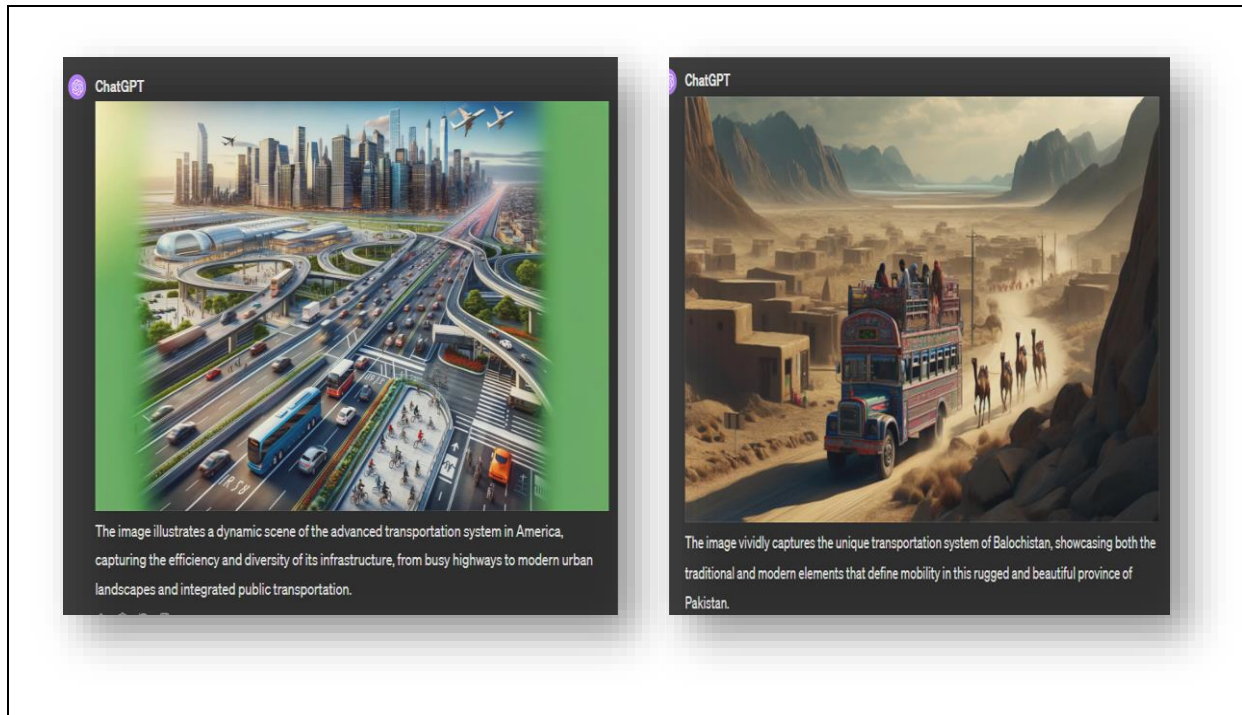 ChatGPT
The image illustrates a dynamic scene of the advanced transportation system in America,
capturing the efficiency and diversity of its infrastructure, from busy highways to modern urban
landscapes and integrated public transportation.
ChatGPT
The image vividly captures the unique transportation system of Balochistan, showcasing both the
traditional and modern elements that define mobility in this rugged and beautiful province of
Pakistan.